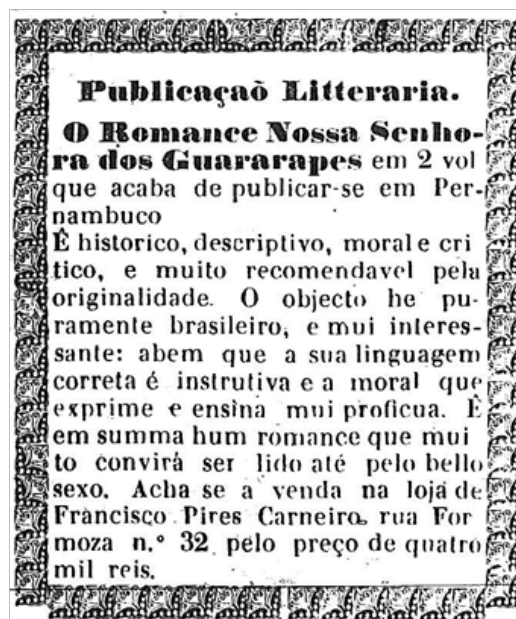 Publicaçaõ Litteraria.
O Romance Nossa Senho-
ra dos Guararapes em 2 vol
que acaba de publicar-se em Per-
nambuco
Ê historico, descriptivo, moral e cri
tico, e muito recomendavel pela
originalidade. O objecto he pu-
ramente brasileiro, e mui interes-
sante: abem que a sua linguagem
correta é instrutiva e a moral que
exprime e ensina mui proficua. É
em summa hum romance que mui
to convirá ser lido até pelo bello
sexo. Acha se a venda na loja de
Francisco Pires Carneiro, rua For
moza n.º 32 pelo preço de quatro
mil reis.